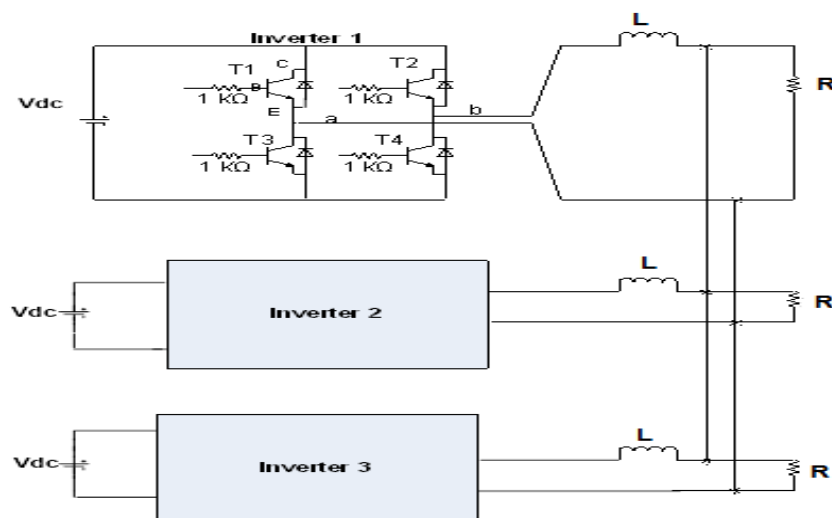 L
Inverter 1
T1
C
T2
R
Vdc
B
1 kΩ
1 kΩ
E
a
b
T3
T4
1 kΩ
1 kΩ
L
Vdc
Inverter 2
R
L
Vdc
Inverter 3
R